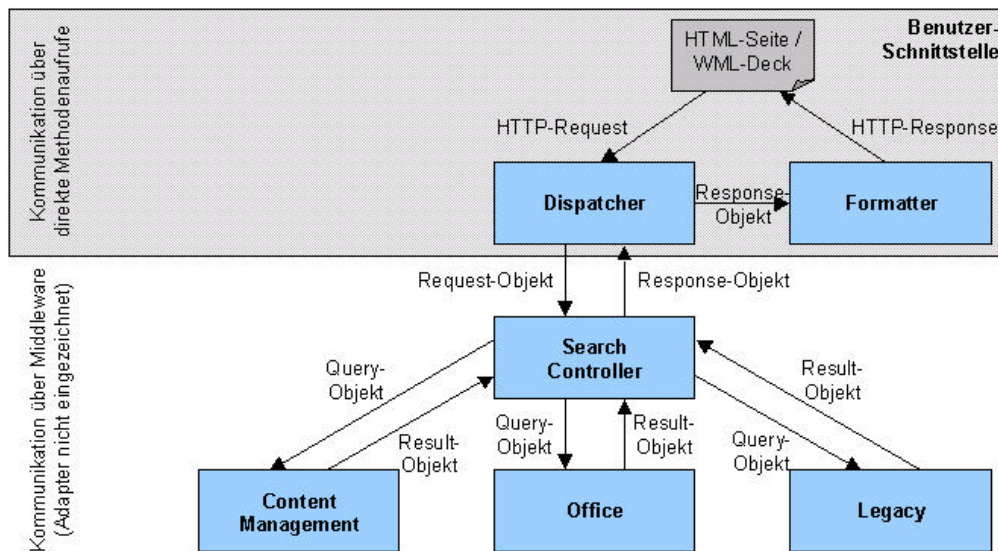 Benutzer-
Schnittstelle
HTML-Seite /
WML-Deck
Kommunikation über
direkte Methodenaufrufe
HTTP-Request
HTTP-Response
Dispatcher
Response-
Objekt
Formatter
Kommunikation über Middleware
(Adapter nicht eingezeichnet)
Request-Objekt
Response-Objekt
Search
Controller
Query-
Objekt
Result-
Objekt
Query-
Objekt
Result-
Objekt
Query-
Objekt
Result-
Objekt
Content
Management
Office
Legacy